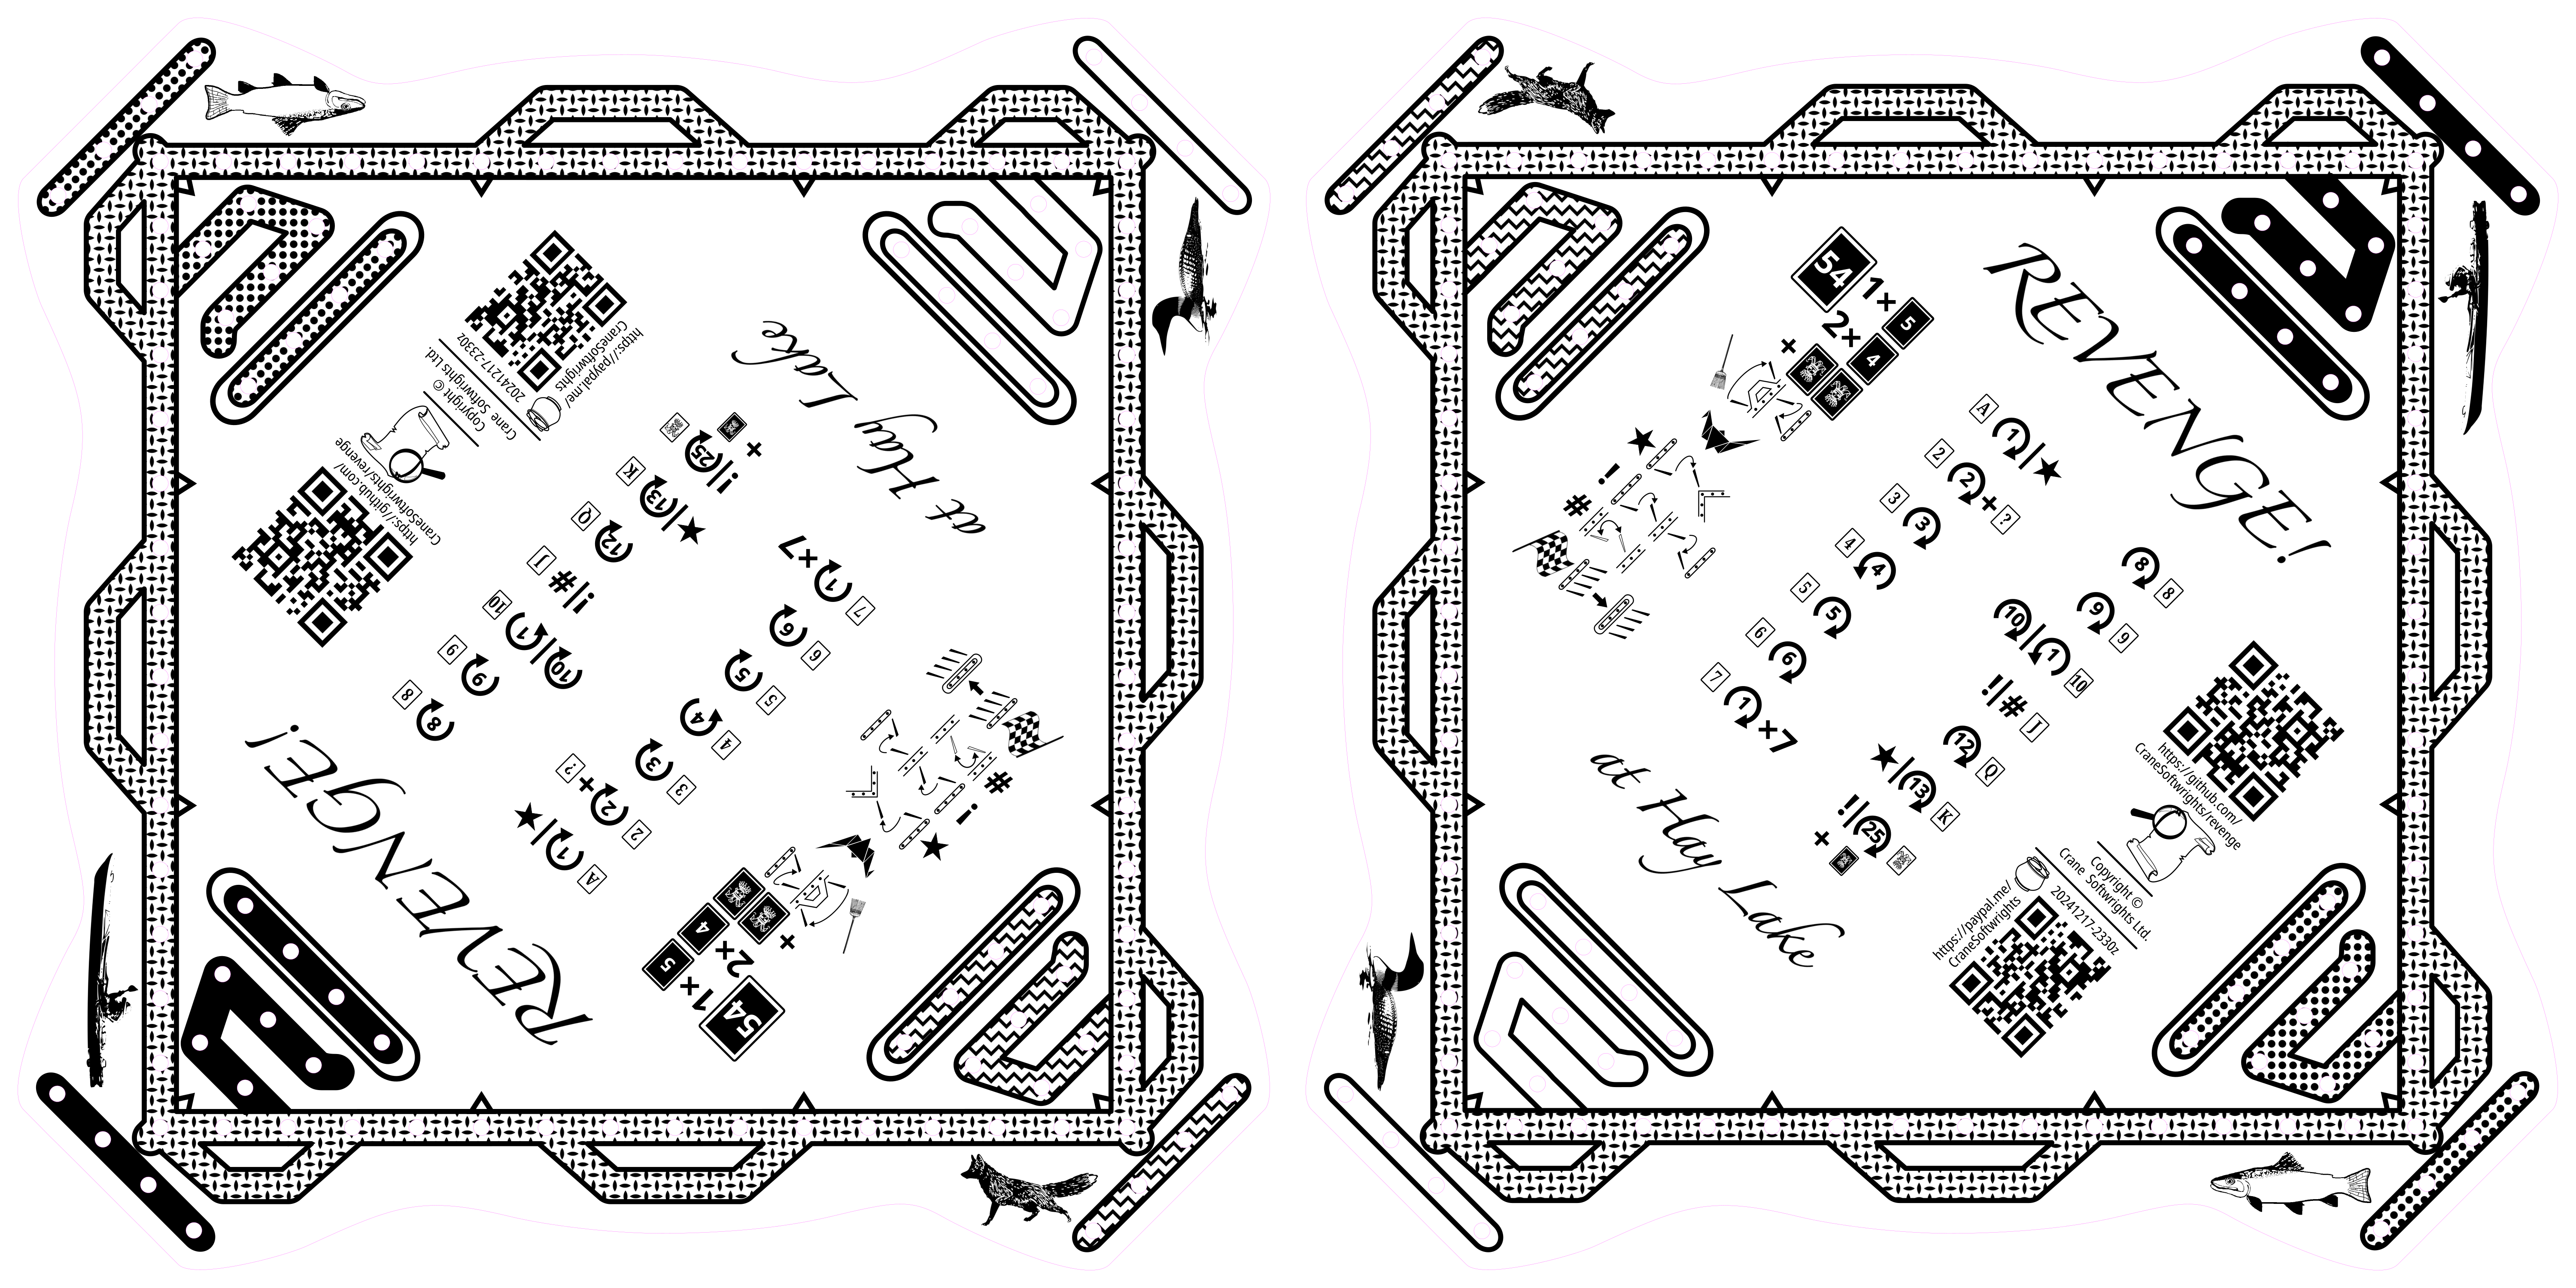 https://paypal.me/
CraneSoftwrights
20241217-2330z
Crane Softwrights Ltd.
Copyright ©
https://github.com/
CraneSoftwrights/revenge
at Hay Lake
+
25|!!
K 13|★
Q 12
J #|!
10 1|10
9 9
8 8
1×7 7
6 6
5 5
4 4
3 3
?+2 2
★|1 A
# ! ★
REVENGE!
54
1× 5
2× 4
+
REVENGE!
54
1× 5
2× 4
+
★ ! #
A 1|★
2 2+?
3 3
4 4
5 5
6 6
7 1×7
8 8
9 9
10|1 10
!|# J
12 Q
★|13 K
!!|25
+
at Hay Lake
https://github.com/
CraneSoftwrights/revenge
Copyright ©
Crane Softwrights Ltd.
20241217-2330z
https://paypal.me/
CraneSoftwrights